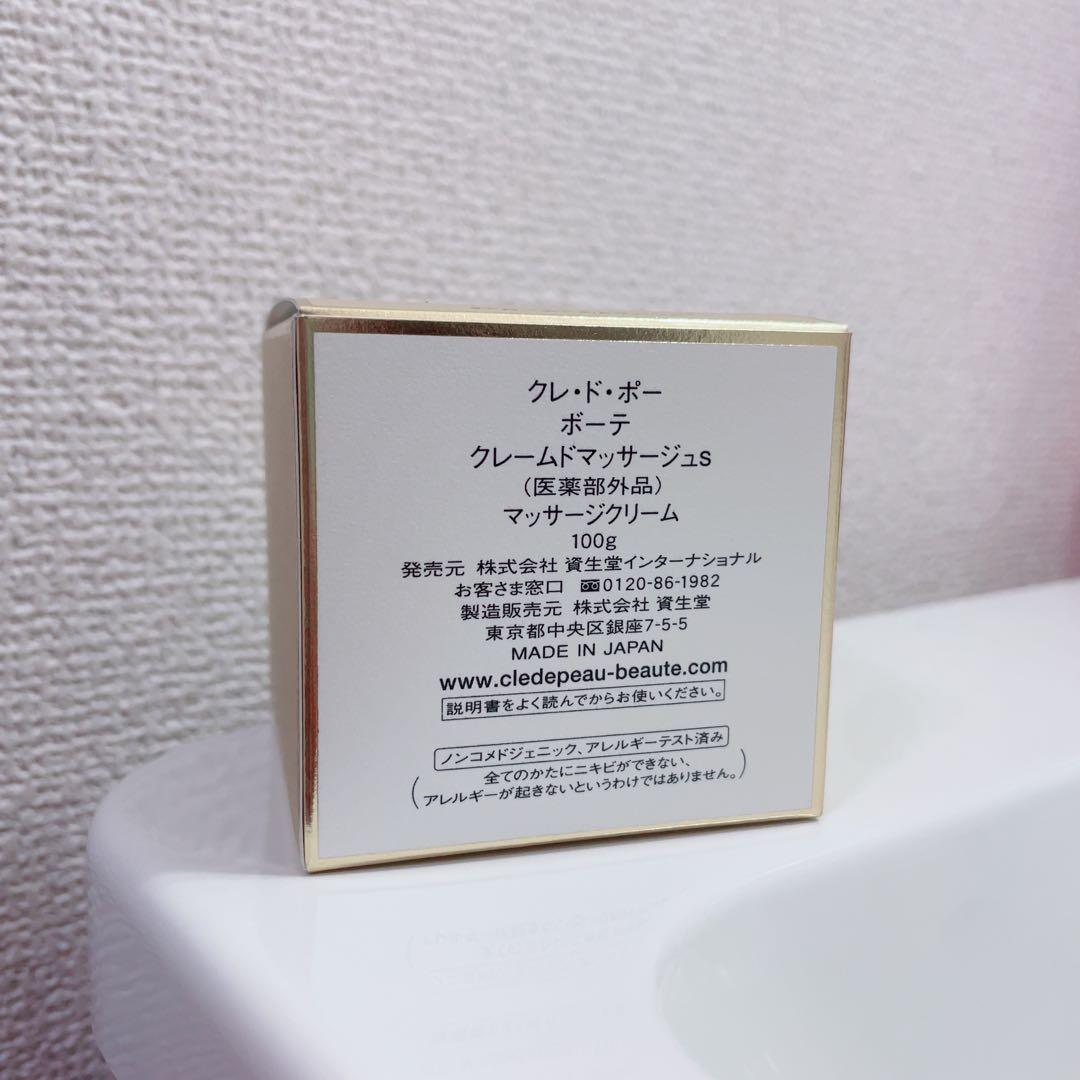 クレ・ド・ポー
ボーテ
クレームドマッサージュs
（医薬部外品）
マッサージクリーム
100g
発売元 株式会社 資生堂インターナショナル
お客さま窓口 0120-86-1982
製造販売元 株式会社 資生堂
東京都中央区銀座7-5-5
MADE IN JAPAN
www.cledepeau-beaute.com
説明書をよく読んでからお使いください。
ノンコメドジェニック、アレルギーテスト済み
（全てのかたにニキビができない、
アレルギーが起きないというわけではありません。）